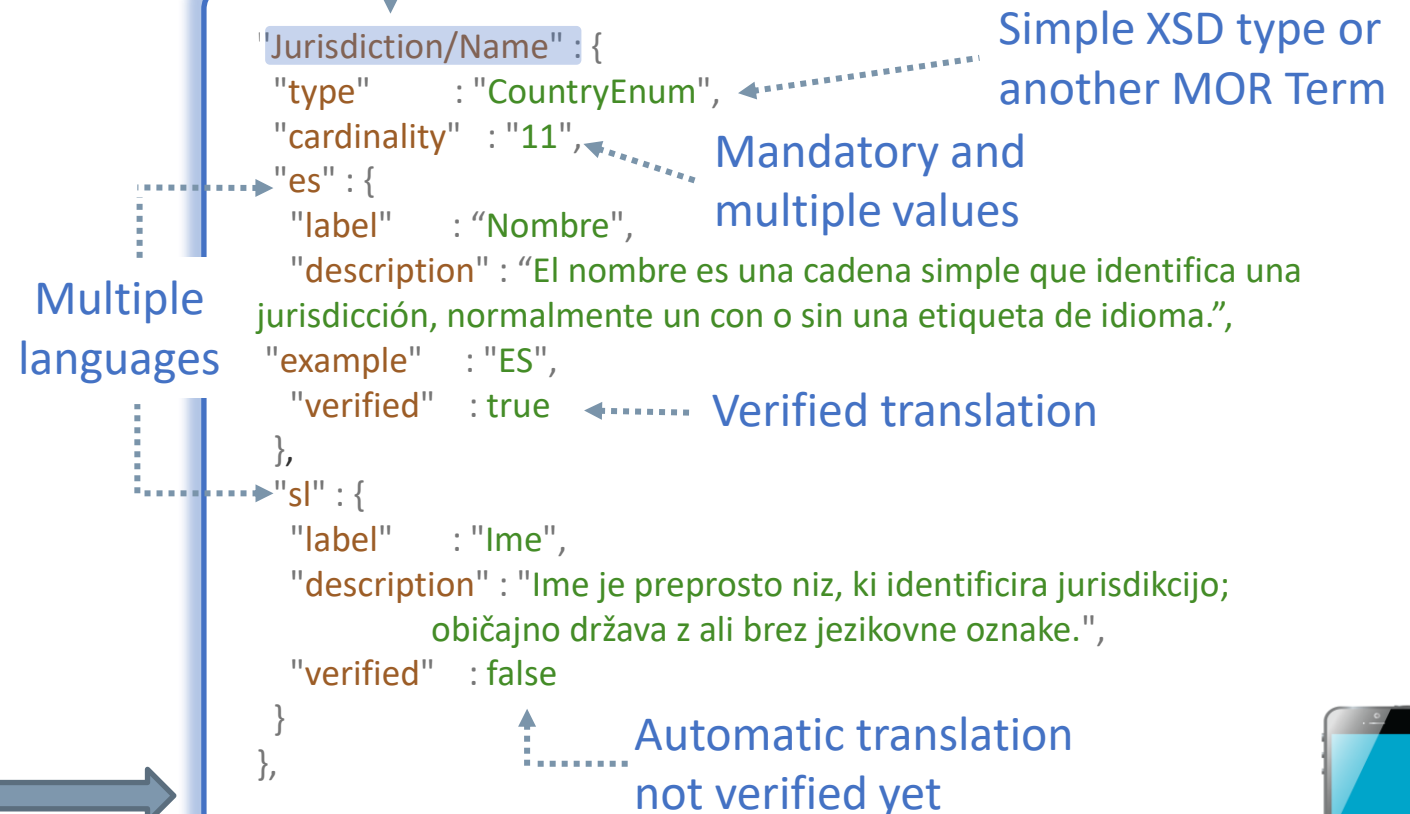 "Jurisdiction/Name" : {
"type" : "CountryEnum",
"cardinality" : "11",
"es" : {
"label" : “Nombre",
"description" : “El nombre es una cadena simple que identifica una
jurisdicción, normalmente un con o sin una etiqueta de idioma.”,
"example" : "ES",
"verified" : true
},
"sl" : {
"label" : "Ime",
"description" : "Ime je preprosto niz, ki identificira jurisdikcijo;
običajno država z ali brez jezikovne oznake.",
"verified" : false
}
},
Simple XSD type or
another MOR Term
Mandatory and
multiple values
Multiple
languages
Verified translation
Automatic translation
not verified yet